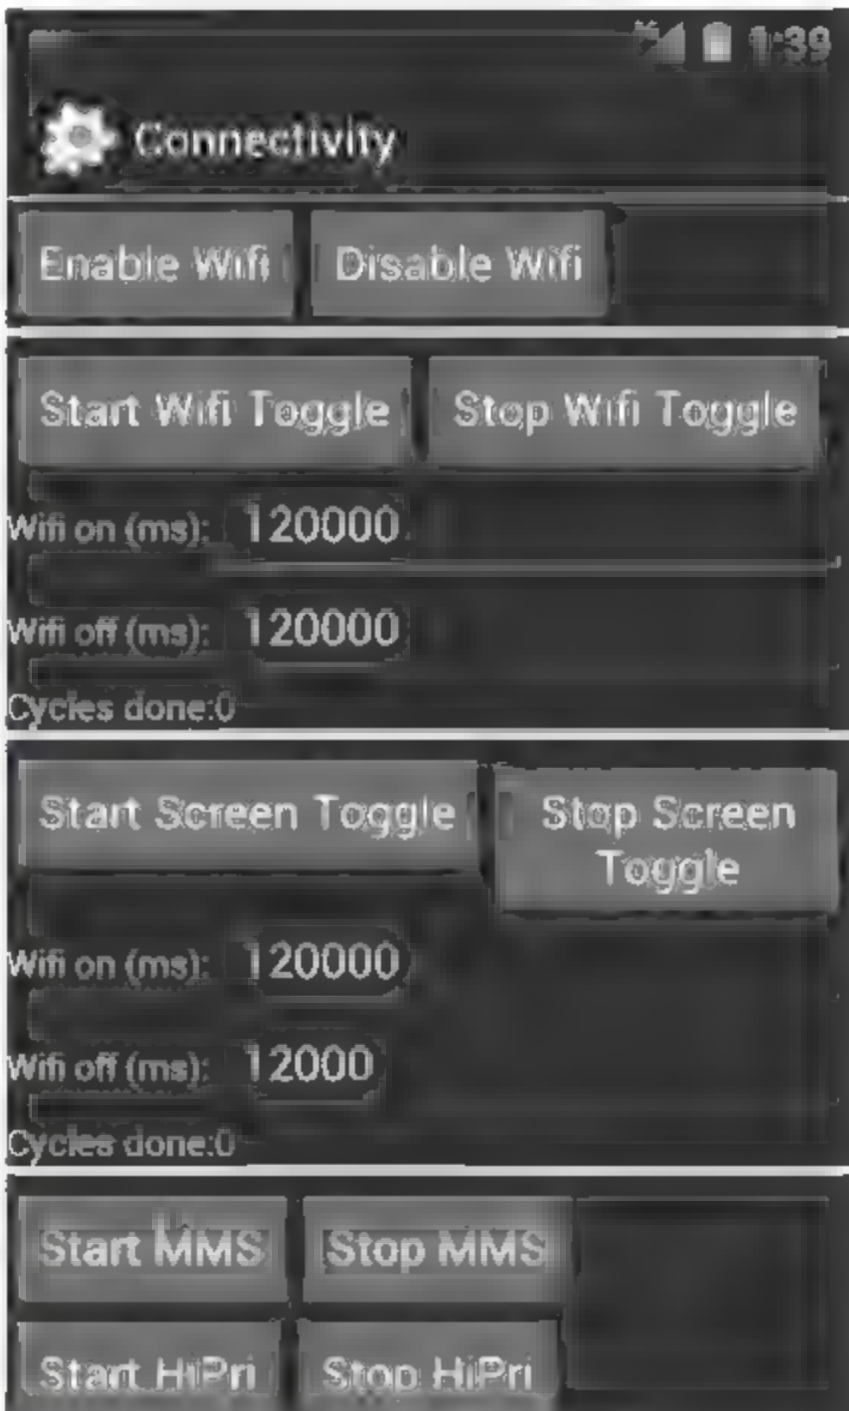 1:39
Connectivity
Enable Wifi Disable Wifi
Start Wifi Toggle Stop Wifi Toggle
Wifi on (ms): 120000
Wifi off (ms): 120000
Cycles done:0
Start Screen Toggle Stop Screen
Toggle
Wifi on (ms): 120000
Wifi off (ms): 12000
Cycles done:0
Start MMS Stop MMS
Start HiPri Stop HiPri